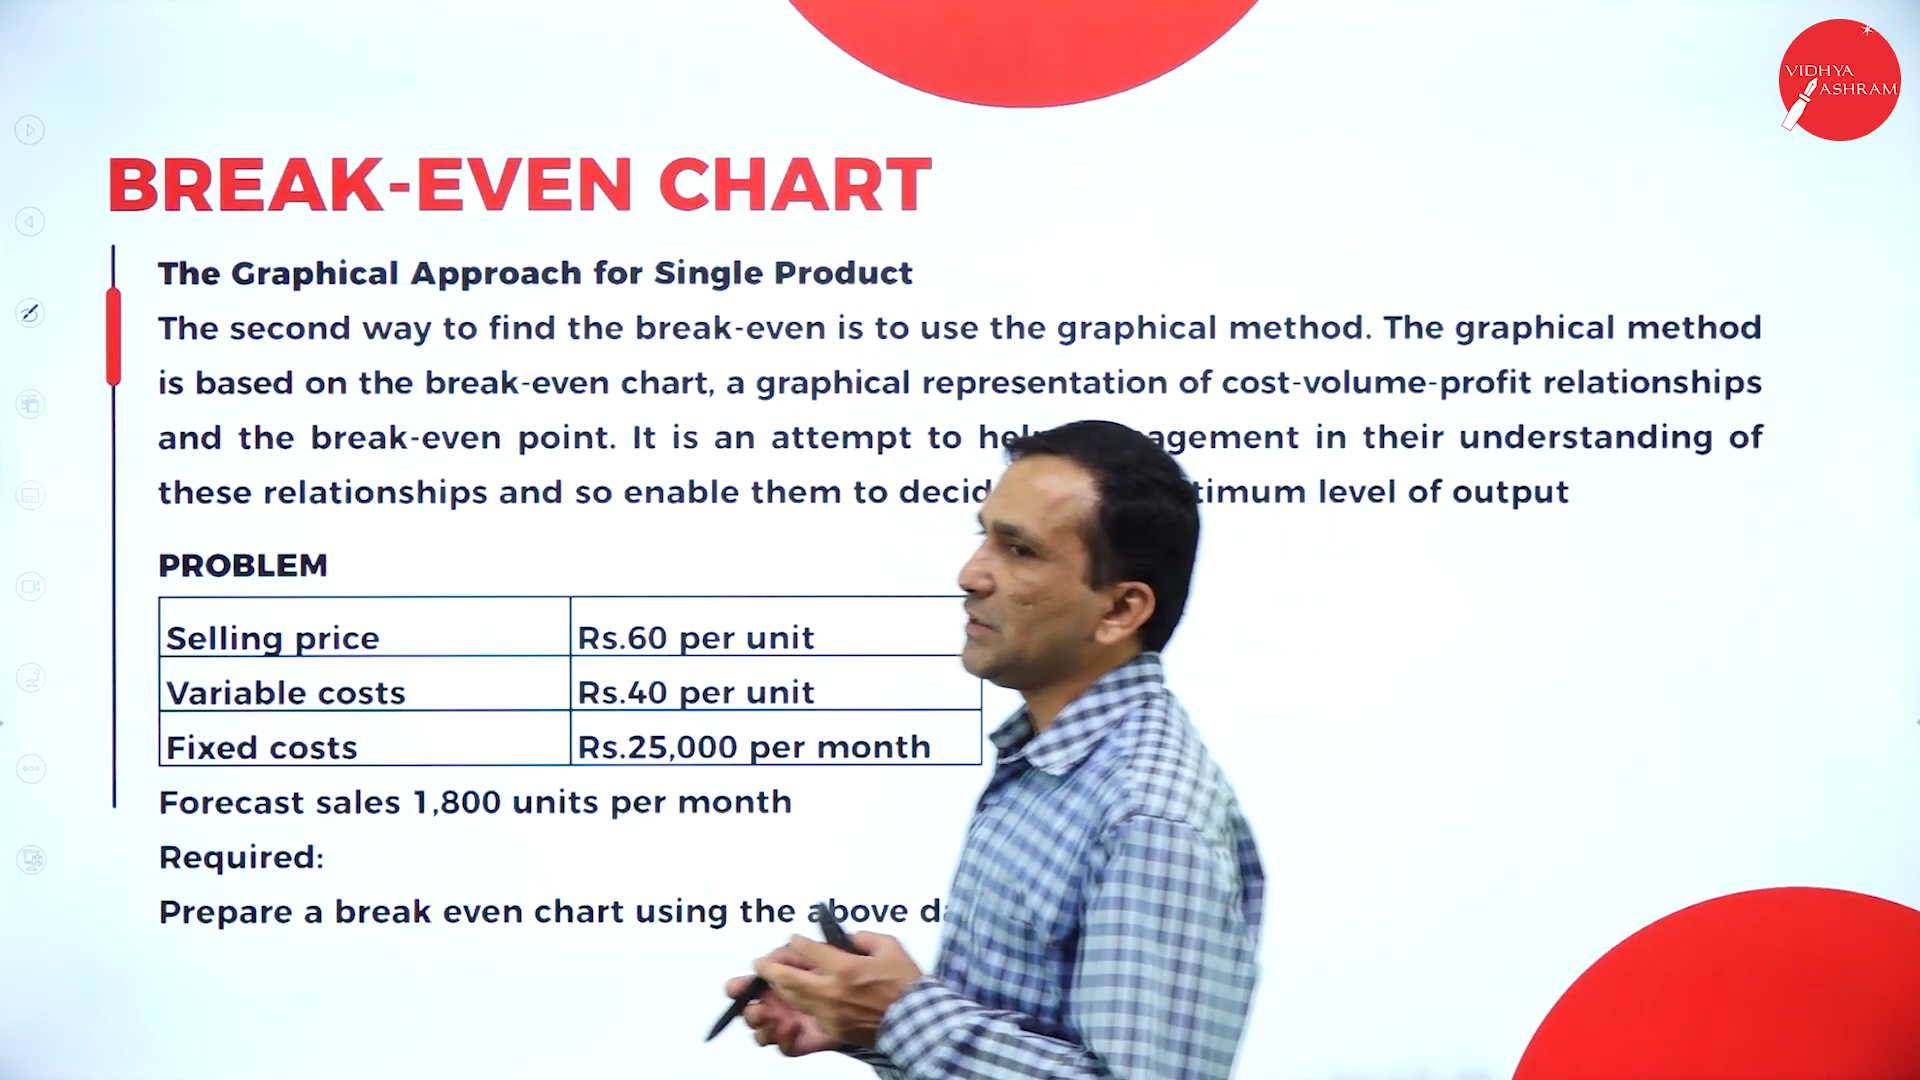 VIDHYA
ASHRAM
BREAK-EVEN CHART
The Graphical Approach for Single Product
The second way to find the break-even is to use the graphical method. The graphical method
is based on the break-even chart, a graphical representation of cost-volume-profit relationships
and the break-even point. It is an attempt to in their understanding of
these relationships and so enable them to level of output
PROBLEM
Selling price Rs.60 per unit
Variable costs Rs.40 per unit
Fixed costs Rs.25,000 per month
Forecast sales 1,800 units per month
Required:
Prepare a break even chart using the above